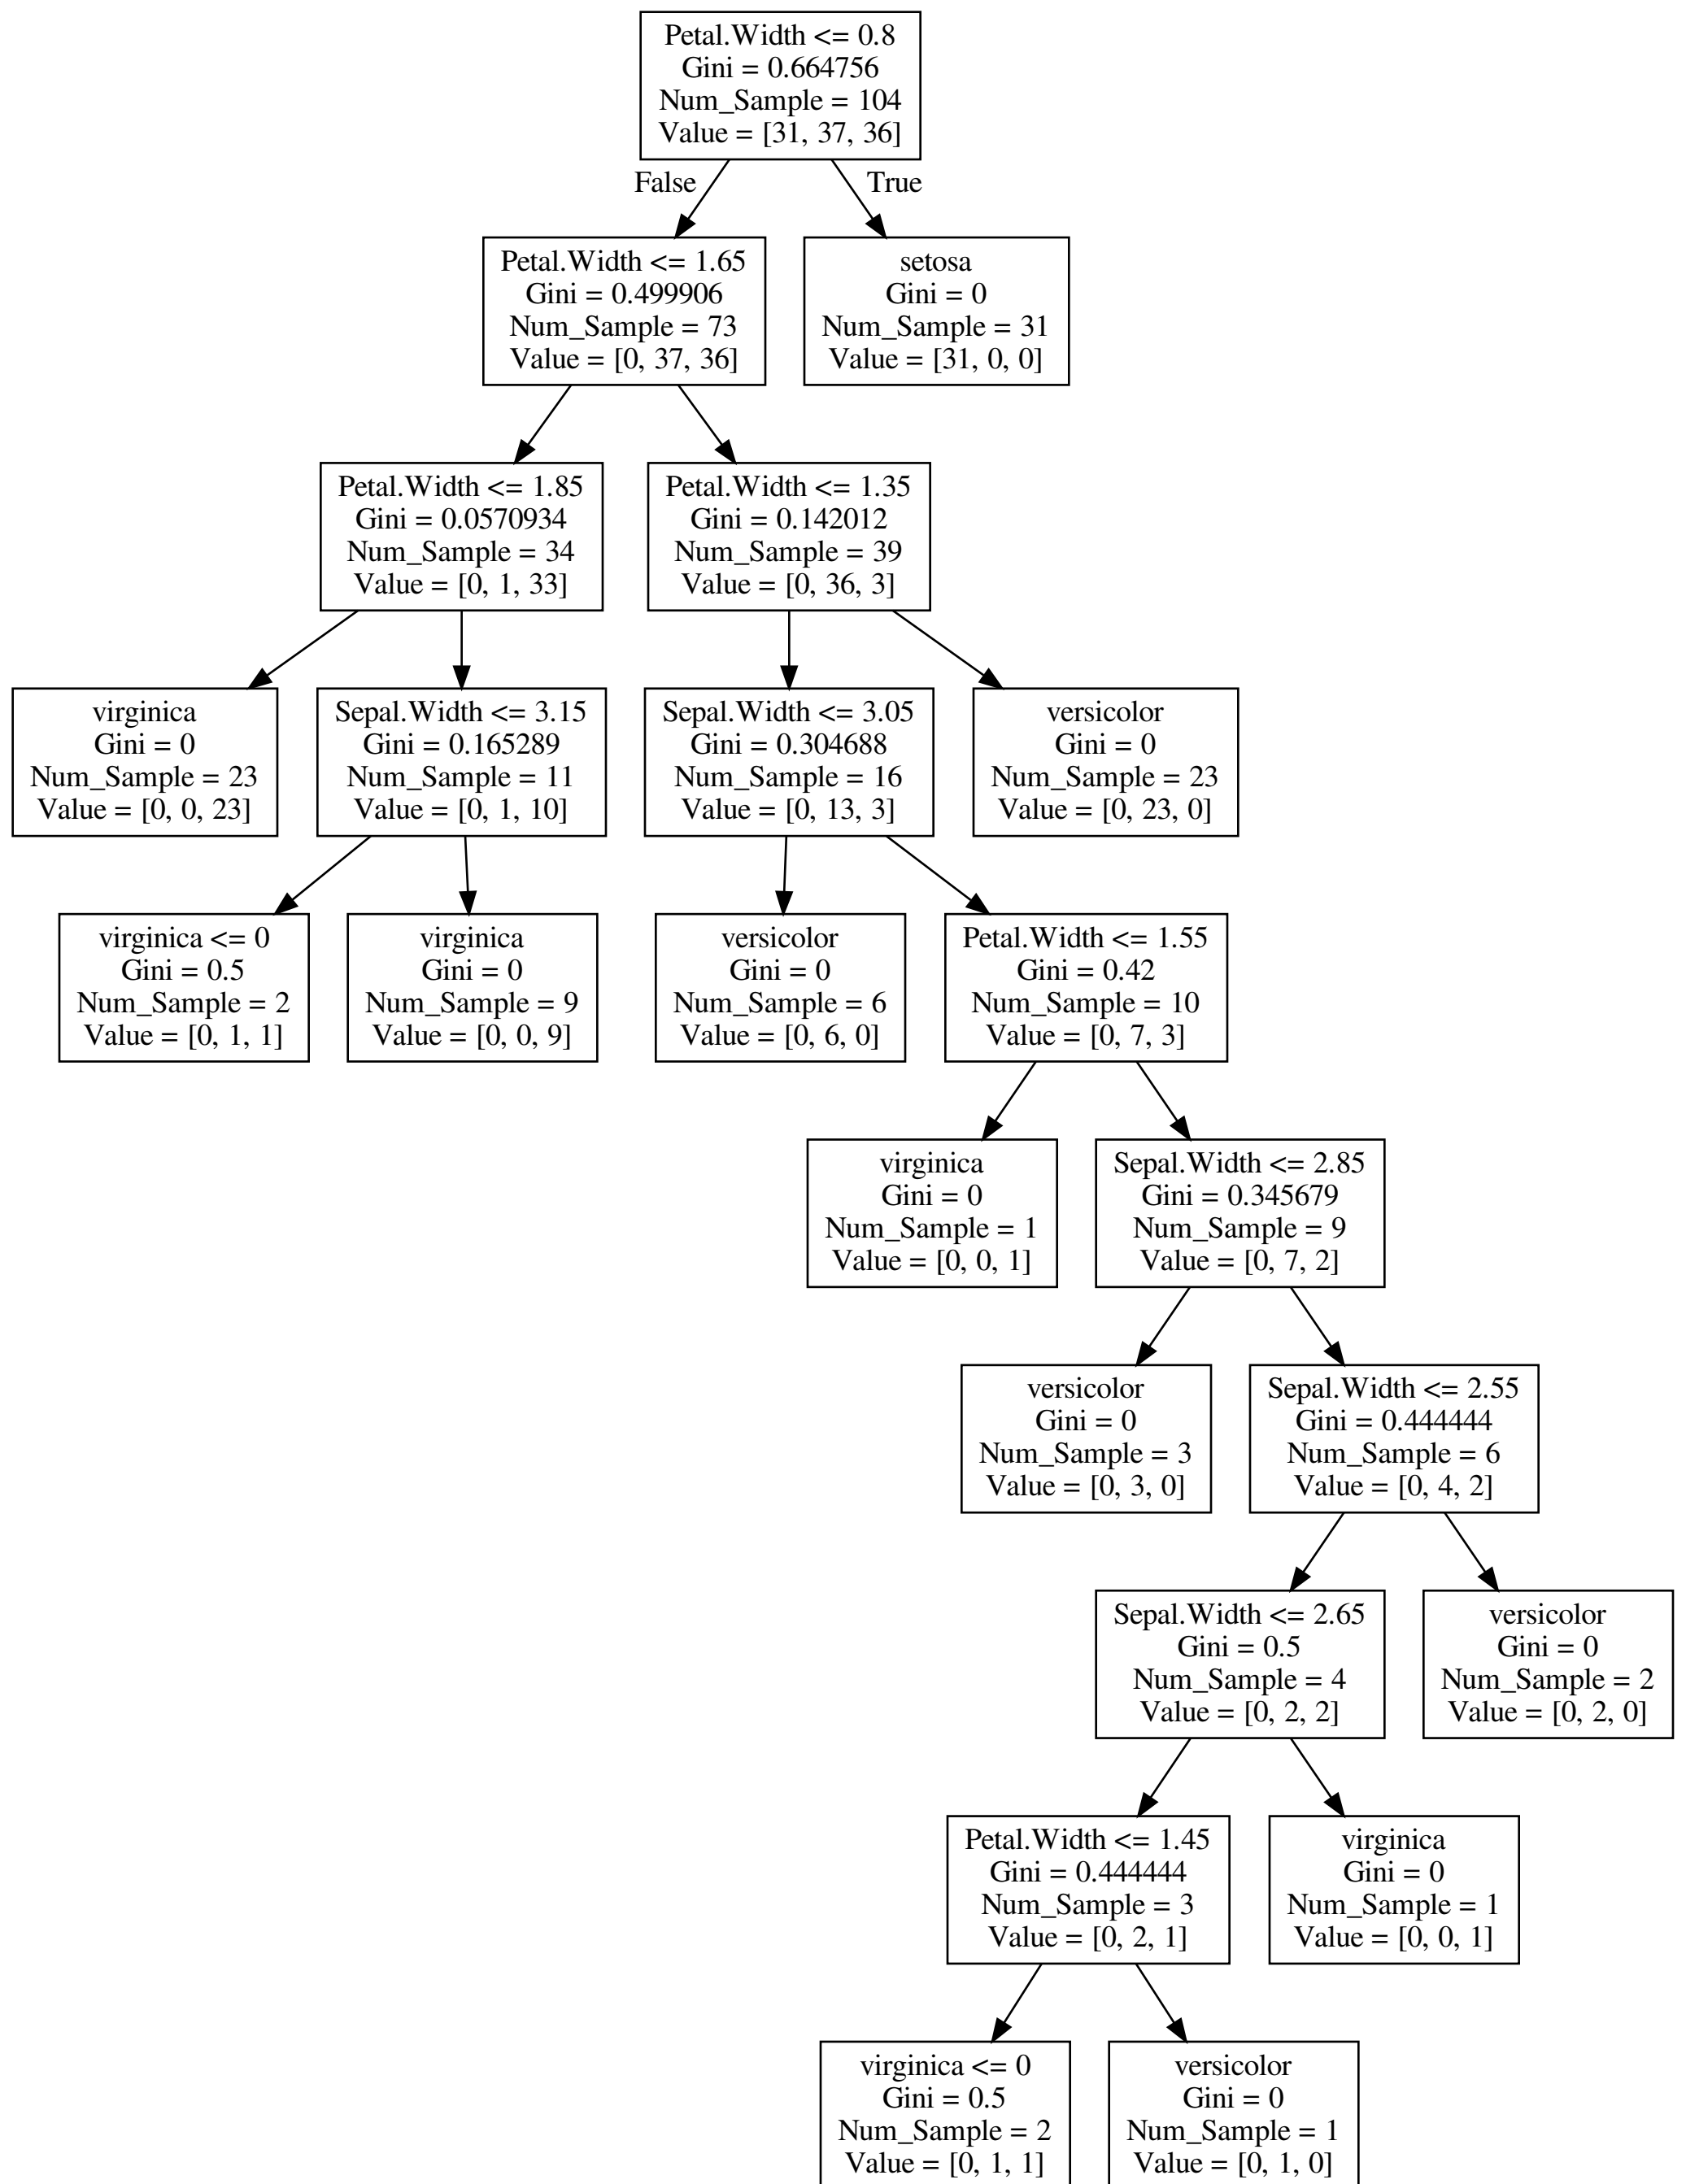 Petal.Width <= 0.8
Gini = 0.664756
Num_Sample = 104
Value = [31, 37, 36]
False
True
Petal.Width <= 1.65
Gini = 0.499906
Num_Sample = 73
Value = [0, 37, 36]
setosa
Gini = 0
Num_Sample = 31
Value = [31, 0, 0]
Petal.Width <= 1.85
Gini = 0.0570934
Num_Sample = 34
Value = [0, 1, 33]
Petal.Width <= 1.35
Gini = 0.142012
Num_Sample = 39
Value = [0, 36, 3]
virginica
Gini = 0
Num_Sample = 23
Value = [0, 0, 23]
Sepal.Width <= 3.15
Gini = 0.165289
Num_Sample = 11
Value = [0, 1, 10]
Sepal.Width <= 3.05
Gini = 0.304688
Num_Sample = 16
Value = [0, 13, 3]
versicolor
Gini = 0
Num_Sample = 23
Value = [0, 23, 0]
virginica <= 0
Gini = 0.5
Num_Sample = 2
Value = [0, 1, 1]
virginica
Gini = 0
Num_Sample = 9
Value = [0, 0, 9]
versicolor
Gini = 0
Num_Sample = 6
Value = [0, 6, 0]
Petal.Width <= 1.55
Gini = 0.42
Num_Sample = 10
Value = [0, 7, 3]
virginica
Gini = 0
Num_Sample = 1
Value = [0, 0, 1]
Sepal.Width <= 2.85
Gini = 0.345679
Num_Sample = 9
Value = [0, 7, 2]
versicolor
Gini = 0
Num_Sample = 3
Value = [0, 3, 0]
Sepal.Width <= 2.55
Gini = 0.444444
Num_Sample = 6
Value = [0, 4, 2]
Sepal.Width <= 2.65
Gini = 0.5
Num_Sample = 4
Value = [0, 2, 2]
versicolor
Gini = 0
Num_Sample = 2
Value = [0, 2, 0]
Petal.Width <= 1.45
Gini = 0.444444
Num_Sample = 3
Value = [0, 2, 1]
virginica
Gini = 0
Num_Sample = 1
Value = [0, 0, 1]
virginica <= 0
Gini = 0.5
Num_Sample = 2
Value = [0, 1, 1]
versicolor
Gini = 0
Num_Sample = 1
Value = [0, 1, 0]